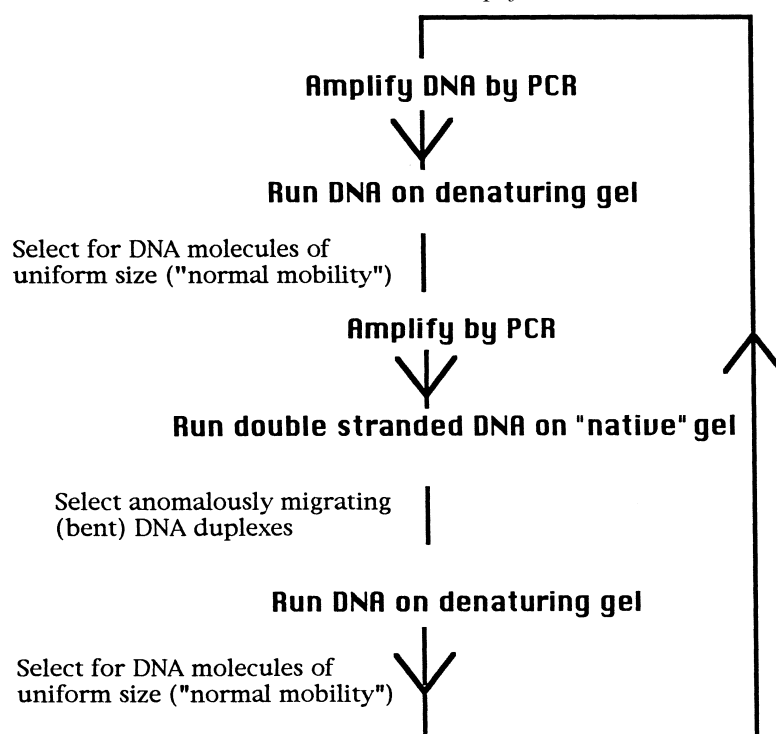 Amplify DNA by PCR
Run DNA on denaturing gel
Select for DNA molecules of
uniform size ("normal mobility")
Amplify by PCR
Run double stranded DNA on "native" gel
Select anomalously migrating
(bent) DNA duplexes
Run DNA on denaturing gel
Select for DNA molecules of
uniform size ("normal mobility")